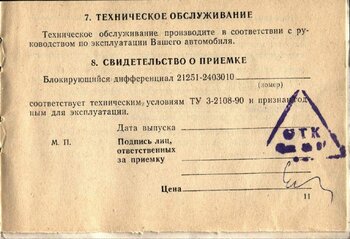 7. ТЕХНИЧЕСКОЕ ОБСЛУЖИВАНИЕ
Техническое обслуживание производите в соответствии с ру-
ководством по эксплуатации Вашего автомобиля.
8. СВИДЕТЕЛЬСТВО О ПРИЕМКЕ
Блокирующийся дифференциал 21251-2403010
(номер)
соответствует техническим условиям ТУ 3-2108-90 и признан год-
ным для эксплуатации.
Дата выпуска
М. П. Подпись лиц,
ответственных
за приемку
ОТК
Цена
11